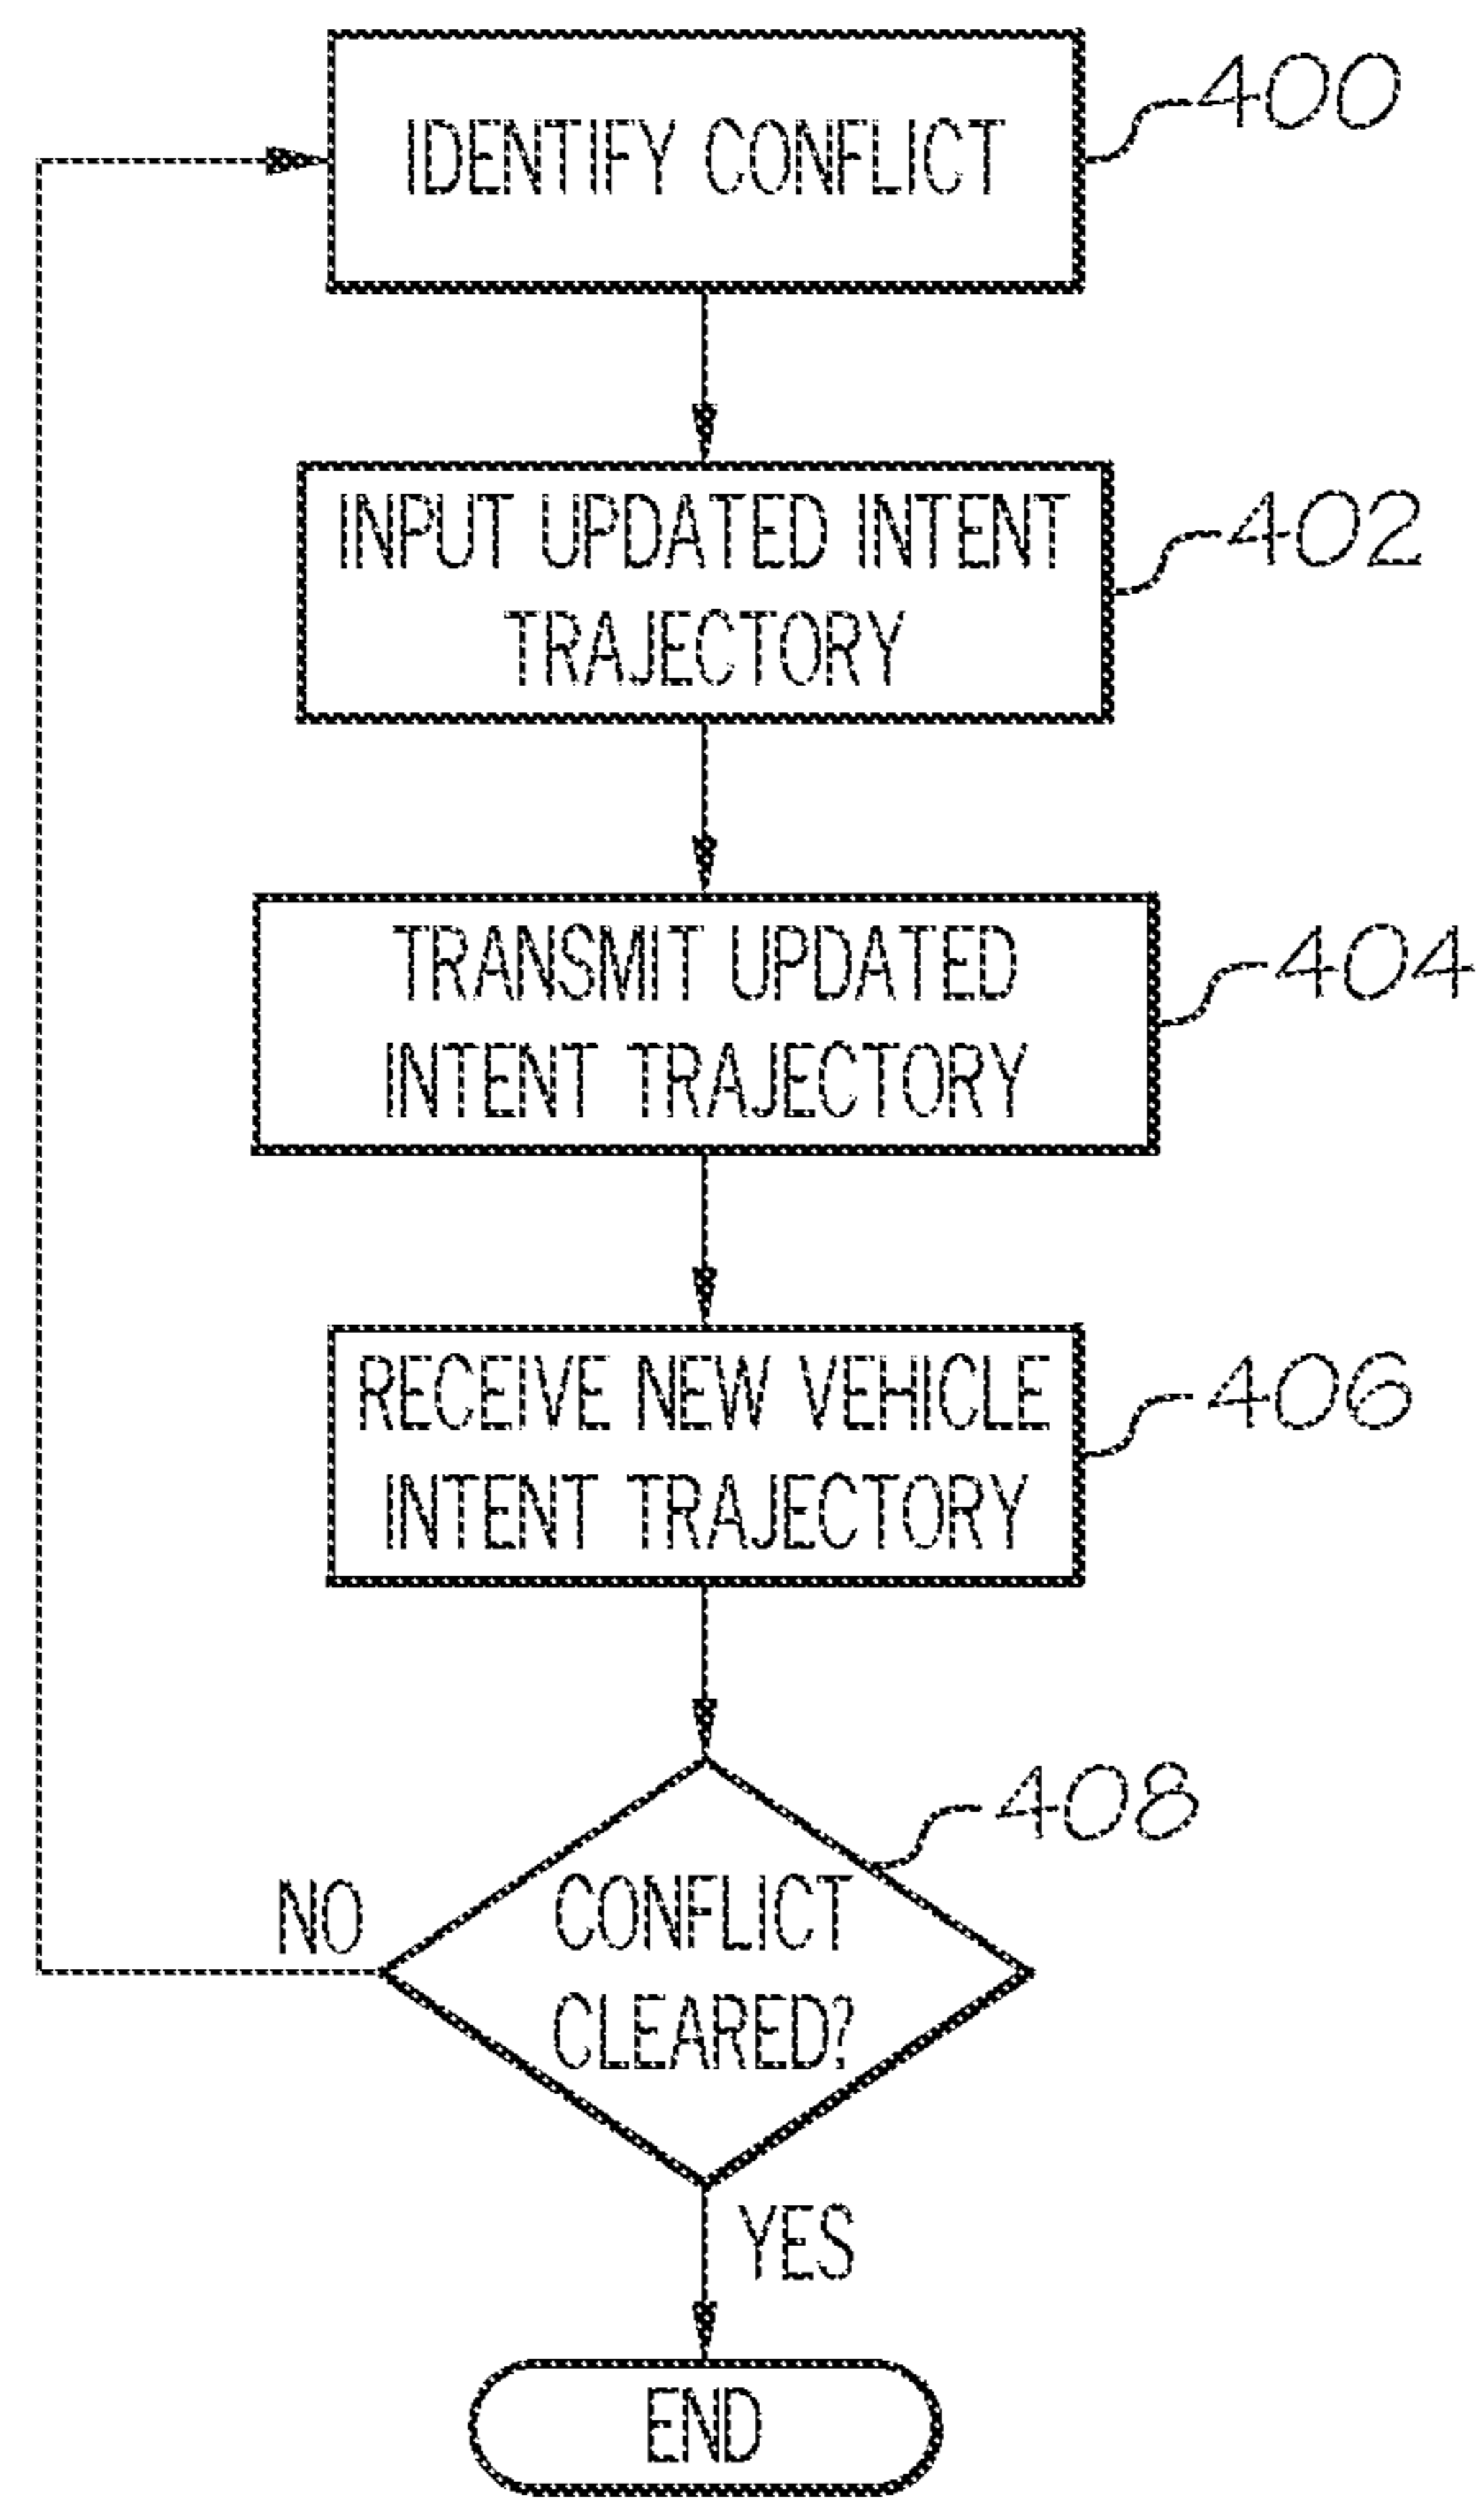 IDENTIFY CONFLICT
400
INPUT UPDATED INTENT
TRAJECTORY
402
TRANSMIT UPDATED
INTENT TRAJECTORY
404
RECEIVE NEW VEHICLE
INTENT TRAJECTORY
406
408
CONFLICT
CLEARED?
NO
YES
END